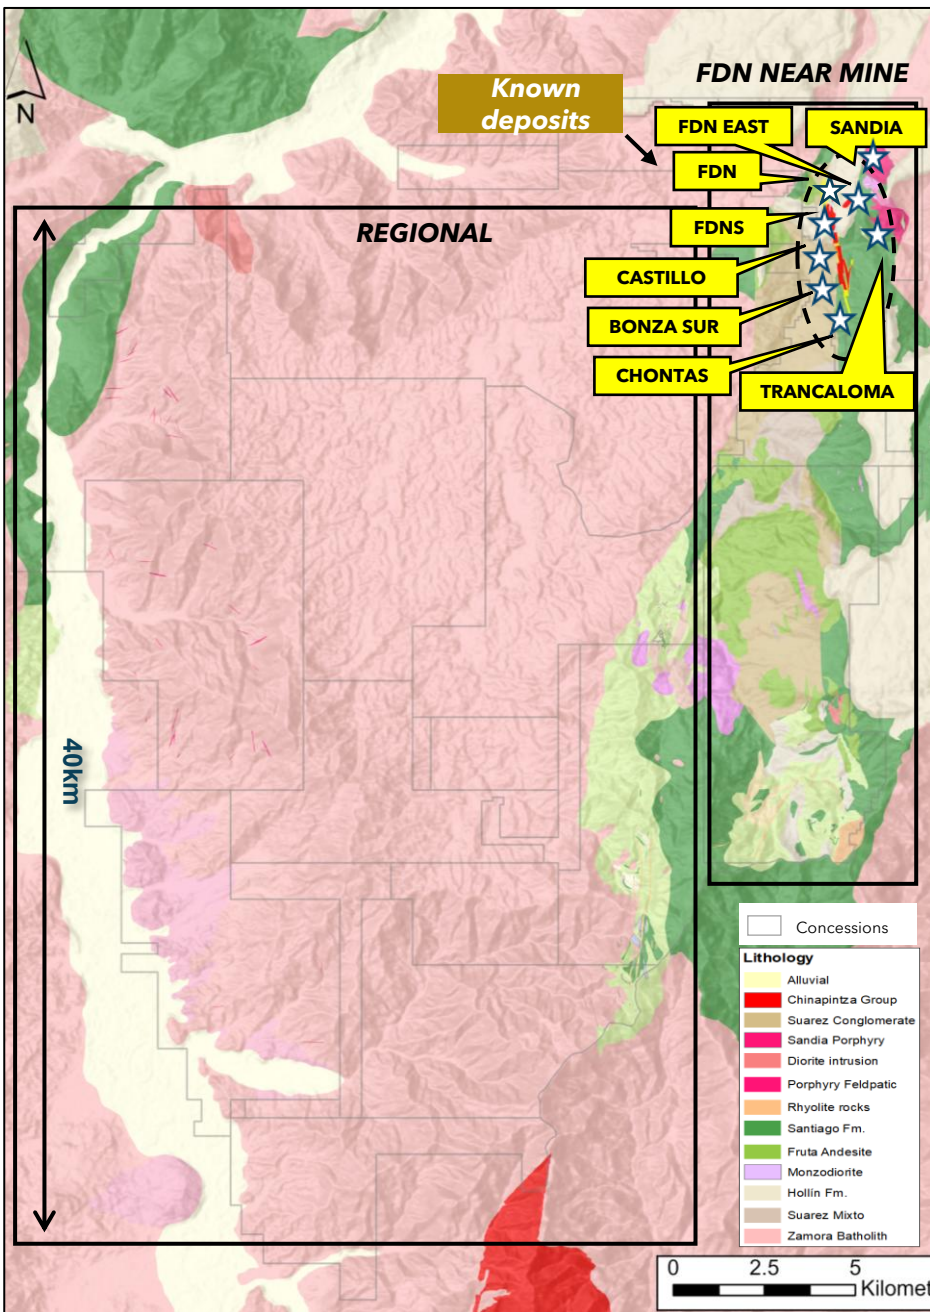 FDN NEAR MINE
Known
deposits
FDN EAST
SANDIA
N
FDN
FDNS
REGIONAL
CASTILLO
BONZA SUR
CHONTAS
TRANCALOMA
40km
Concessions
Lithology
Alluvial
Chinapintza Group
Suarez Conglomerate
Sandia Porphyry
Diorite intrusion
Porphyry Feldpatic
Rhyolite rocks
Santiago Fm.
Fruta Andesite
Monzodiorite
Hollin Fm.
Suarez Mixto
Zamora Batholith
0 2.5 5
Kilomet